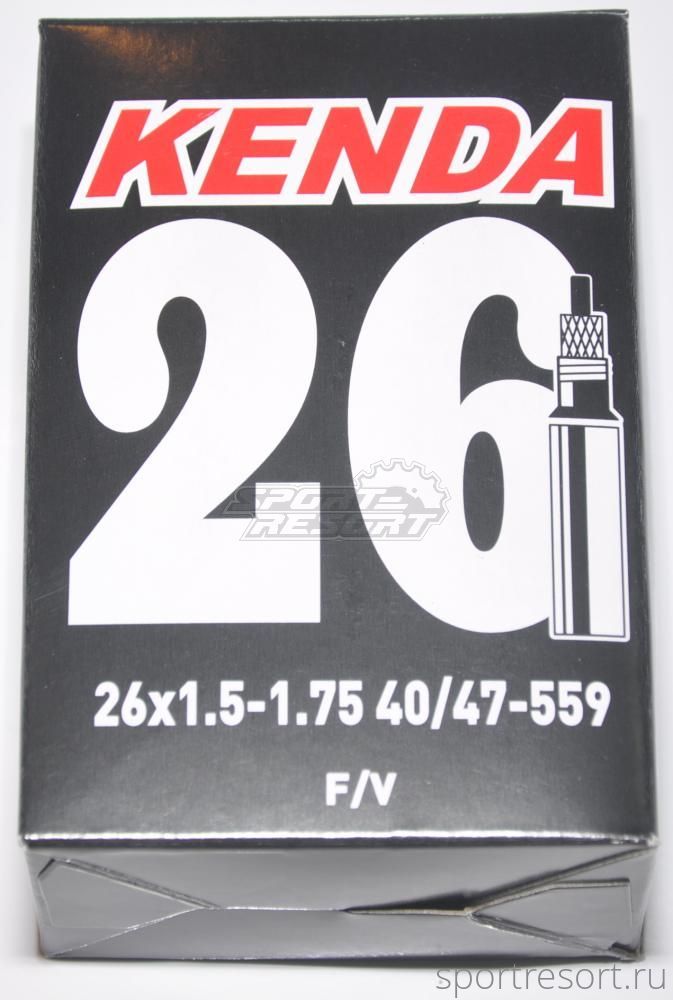 KENDA
26
SPORT-
RESORT
26x1.5-1.75 40/47-559
F/V
sportresort.ru